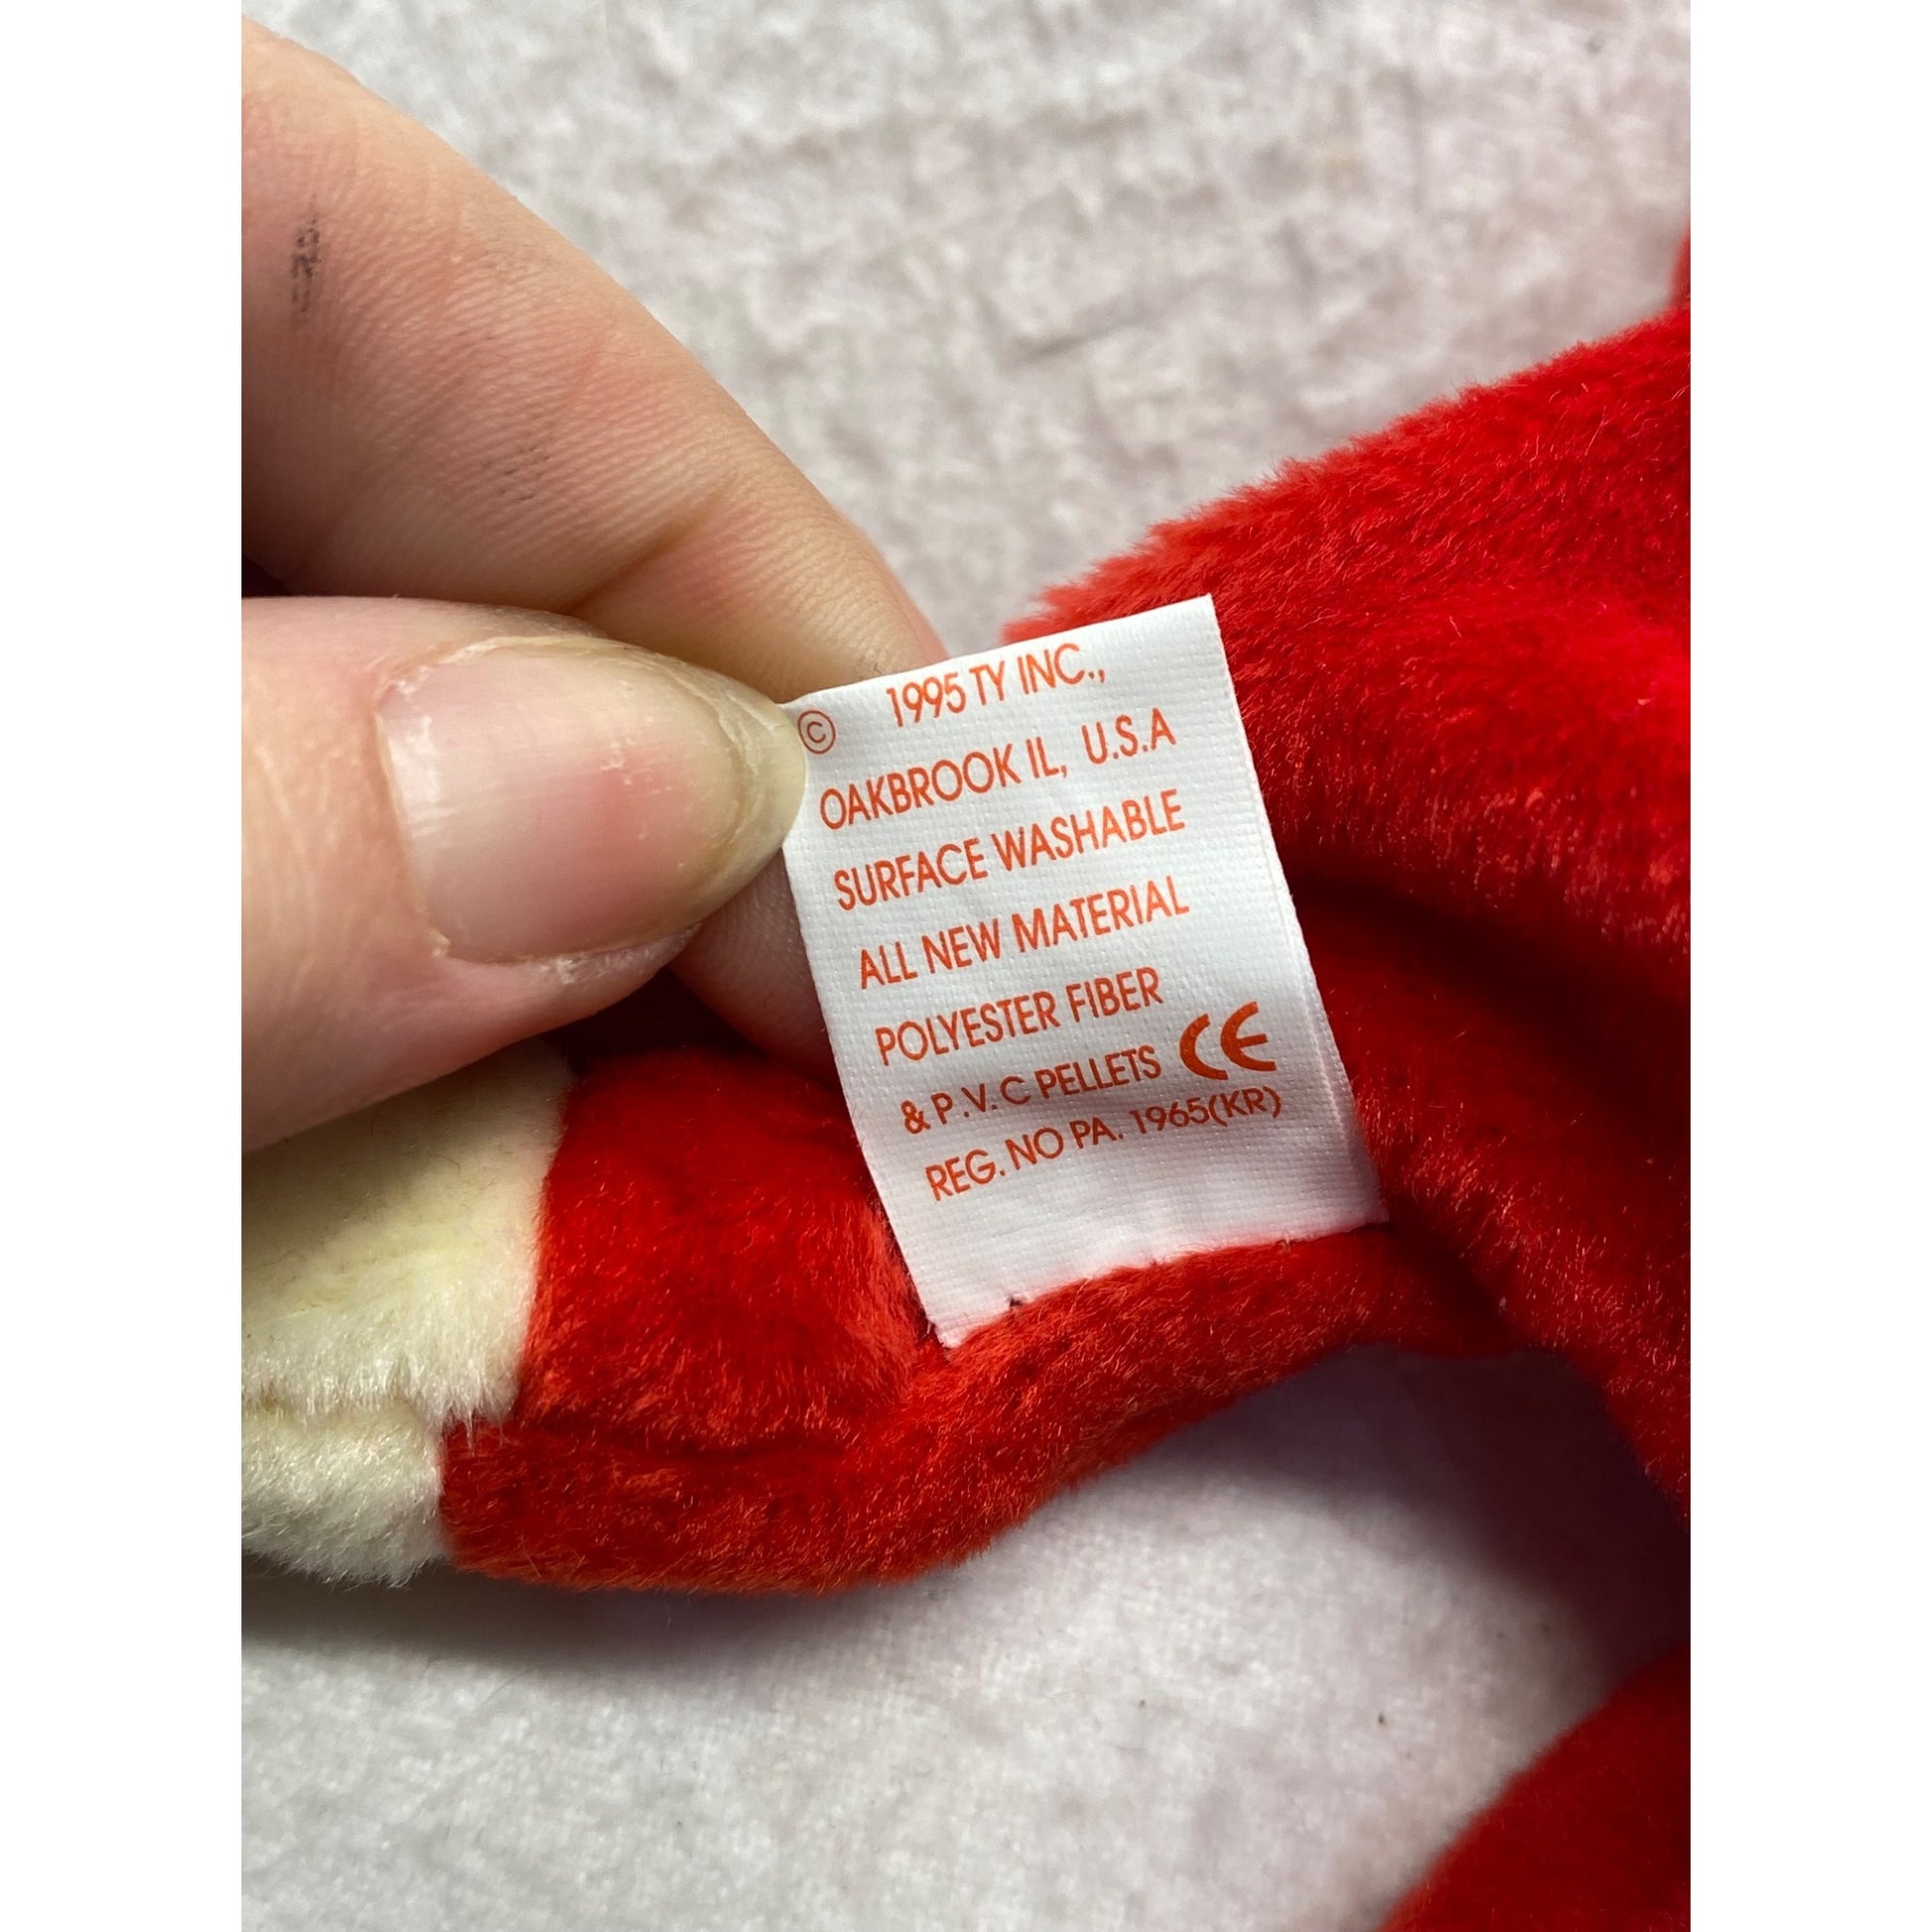 © 1995 TY INC.,
OAKBROOK IL, U.S.A
SURFACE WASHABLE
ALL NEW MATERIAL
POLYESTER FIBER
& P.V.C PELLETS CE
REG. NO PA. 1965(KR)